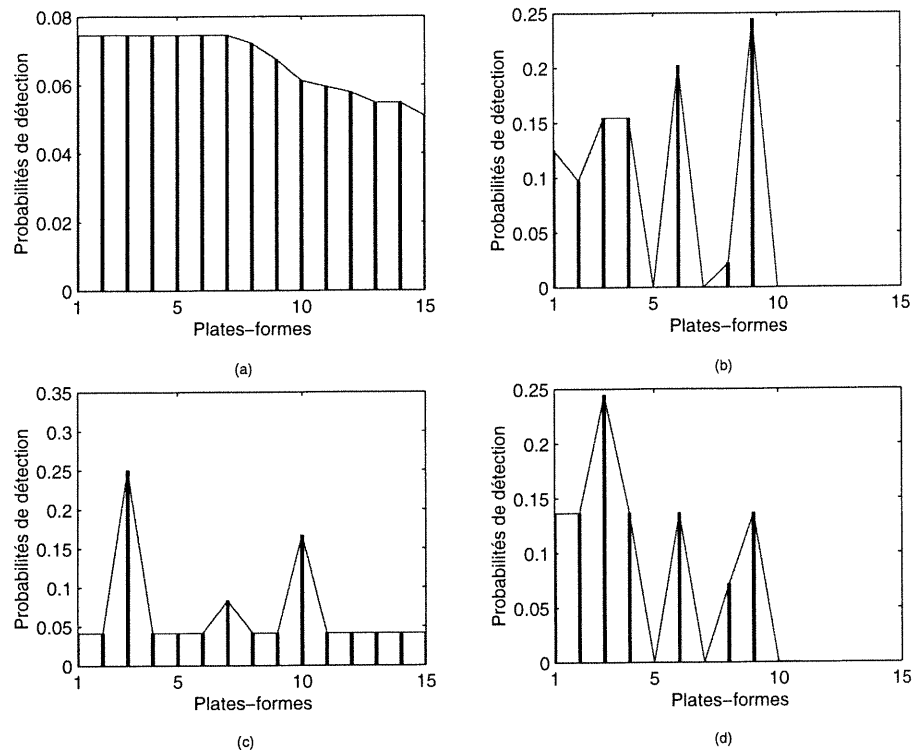 0.08
0.06
0.04
0.02
0
Probabilités de détection
1 5 10 15
Plates-formes
(a)
0.25
0.2
0.15
0.1
0.05
0
Probabilités de détection
1 5 10 15
Plates-formes
(b)
0.35
0.3
0.25
0.2
0.15
0.1
0.05
0
Probabilités de détection
1 5 10 15
Plates-formes
(c)
0.25
0.2
0.15
0.1
0.05
0
Probabilités de détection
1 5 10 15
Plates-formes
(d)